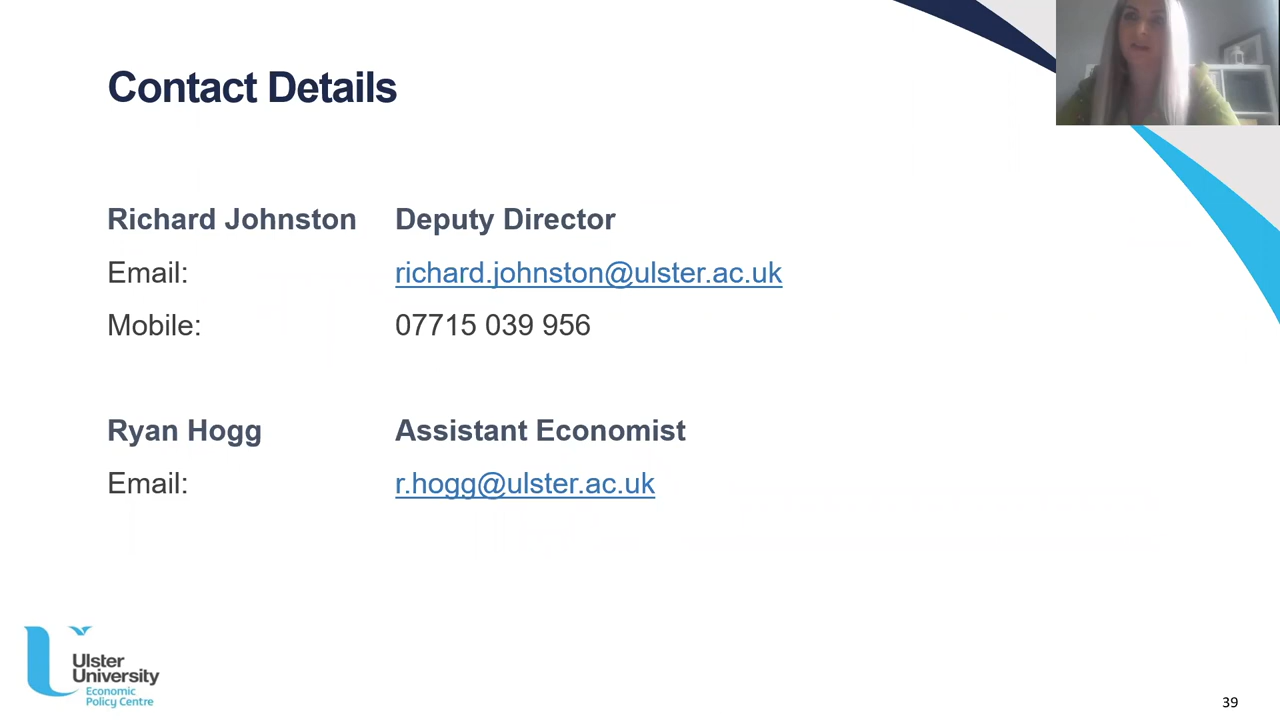 Contact Details
Richard Johnston Deputy Director
Email: richard.johnston@ulster.ac.uk
Mobile: 07715 039 956
Ryan Hogg Assistant Economist
Email: r.hogg@ulster.ac.uk
Ulster
University
Economic
Policy Centre
39